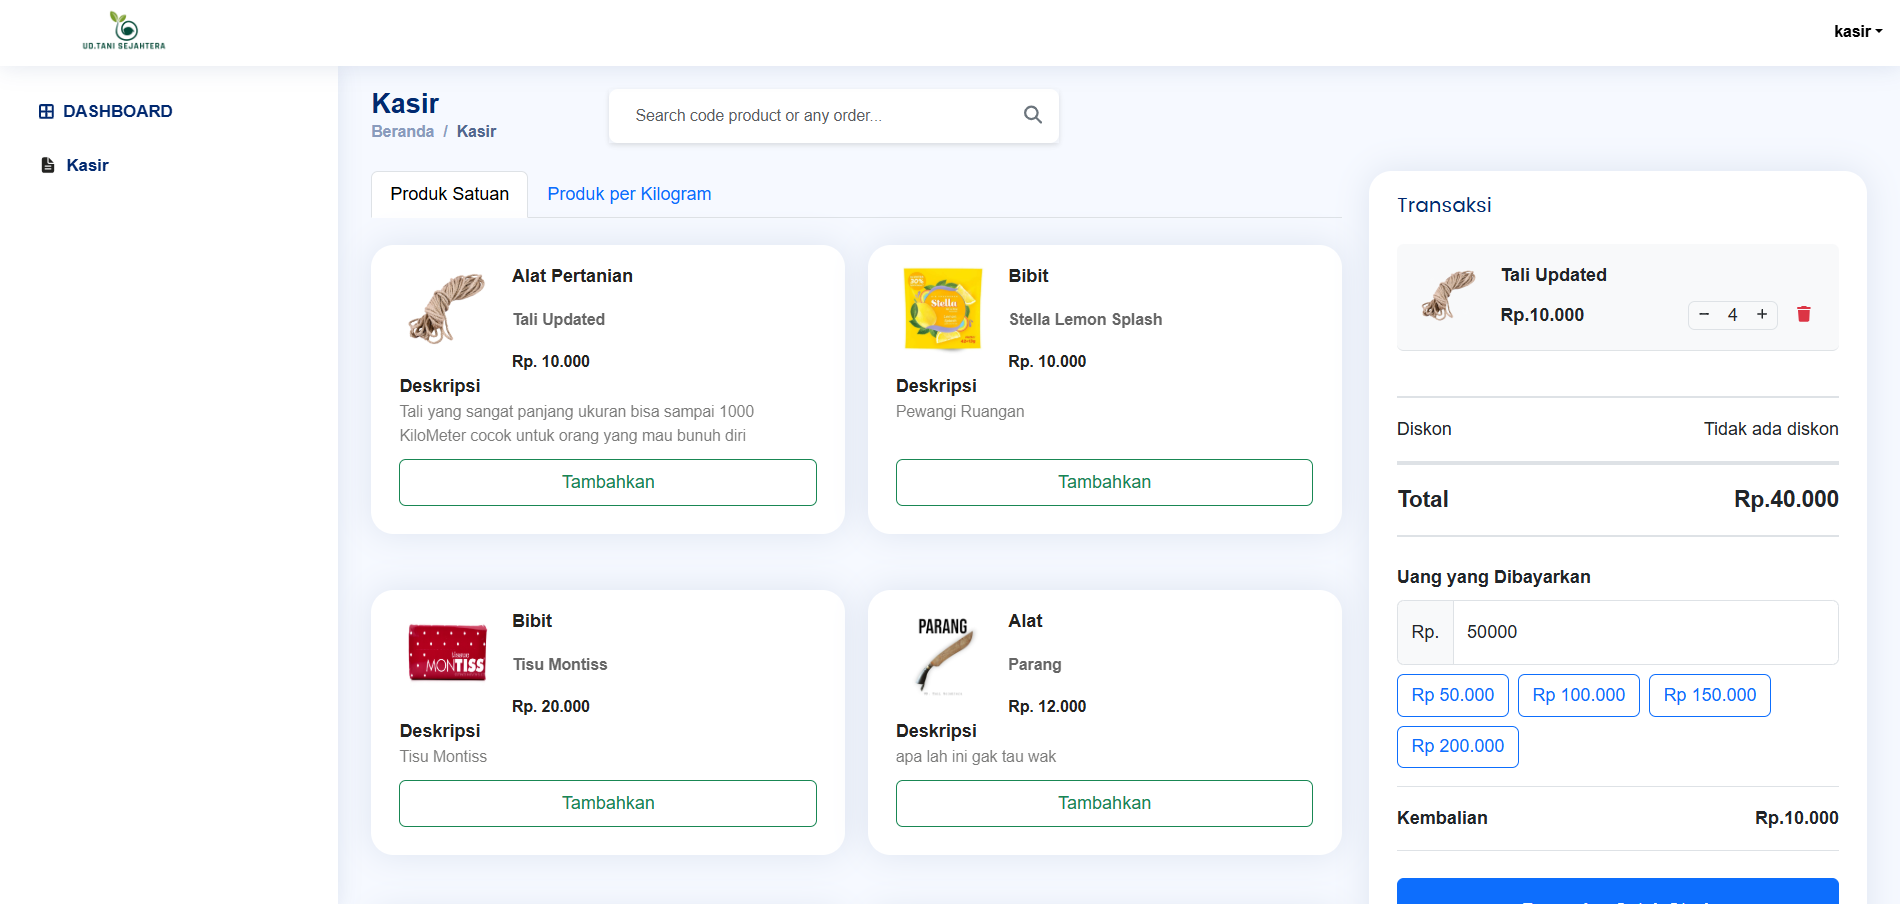 UD.TANI SEJAHTERA
kasir
DASHBOARD
Kasir
Kasir
Beranda / Kasir
Search code product or any order...
Produk Satuan
Produk per Kilogram
Alat Pertanian
Tali Updated
Rp. 10.000
Deskripsi
Tali yang sangat panjang ukuran bisa sampai 1000
KiloMeter cocok untuk orang yang mau bunuh diri
Tambahkan
Stella
Bibit
Stella Lemon Splash
Rp. 10.000
Deskripsi
Pewangi Ruangan
Tambahkan
MONTISS
Bibit
Tisu Montiss
Rp. 20.000
Deskripsi
Tisu Montiss
Tambahkan
PARANG
Alat
Parang
Rp. 12.000
Deskripsi
apa lah ini gak tau wak
Tambahkan
Transaksi
Tali Updated
Rp.10.000
− 4 +
Diskon Tidak ada diskon
Total Rp.40.000
Uang yang Dibayarkan
Rp. 50000
Rp 50.000 Rp 100.000 Rp 150.000
Rp 200.000
Kembalian Rp.10.000